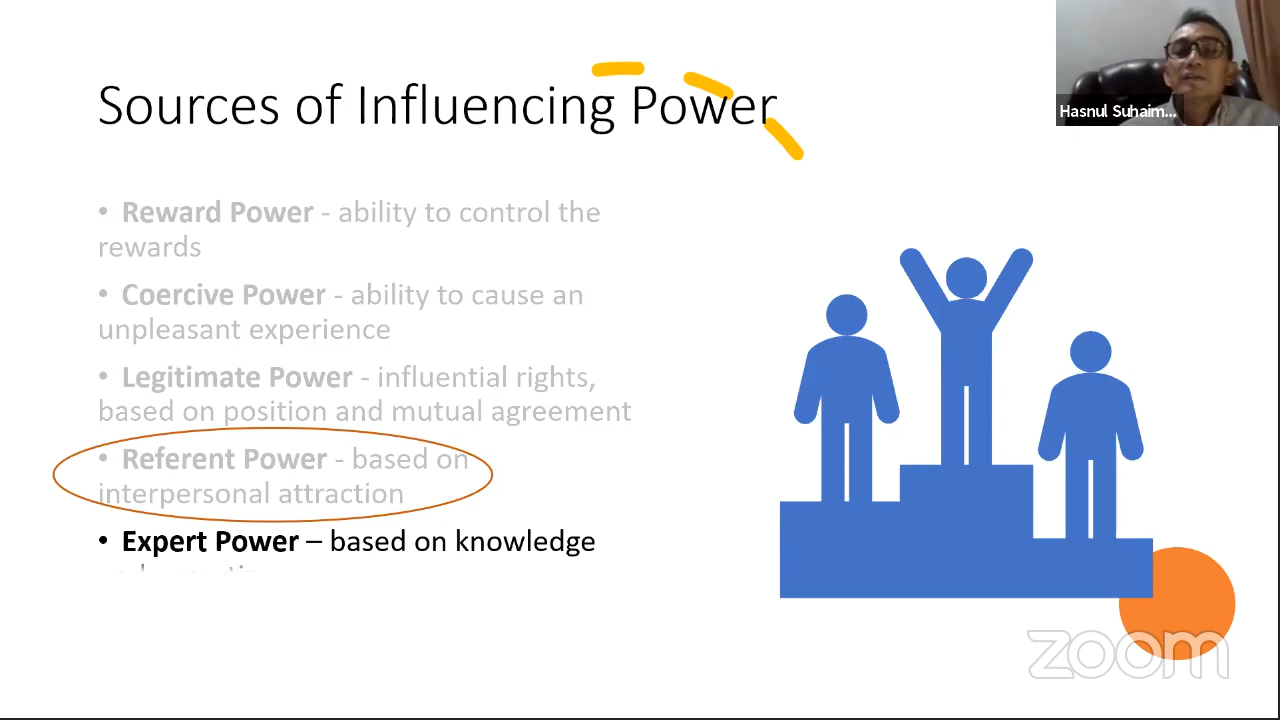 Sources of Influencing Power
Hasnul Suhaim...
• Reward Power - ability to control the
rewards
• Coercive Power - ability to cause an
unpleasant experience
• Legitimate Power - influential rights,
based on position and mutual agreement
• Referent Power - based on
interpersonal attraction
• Expert Power – based on knowledge
zoom